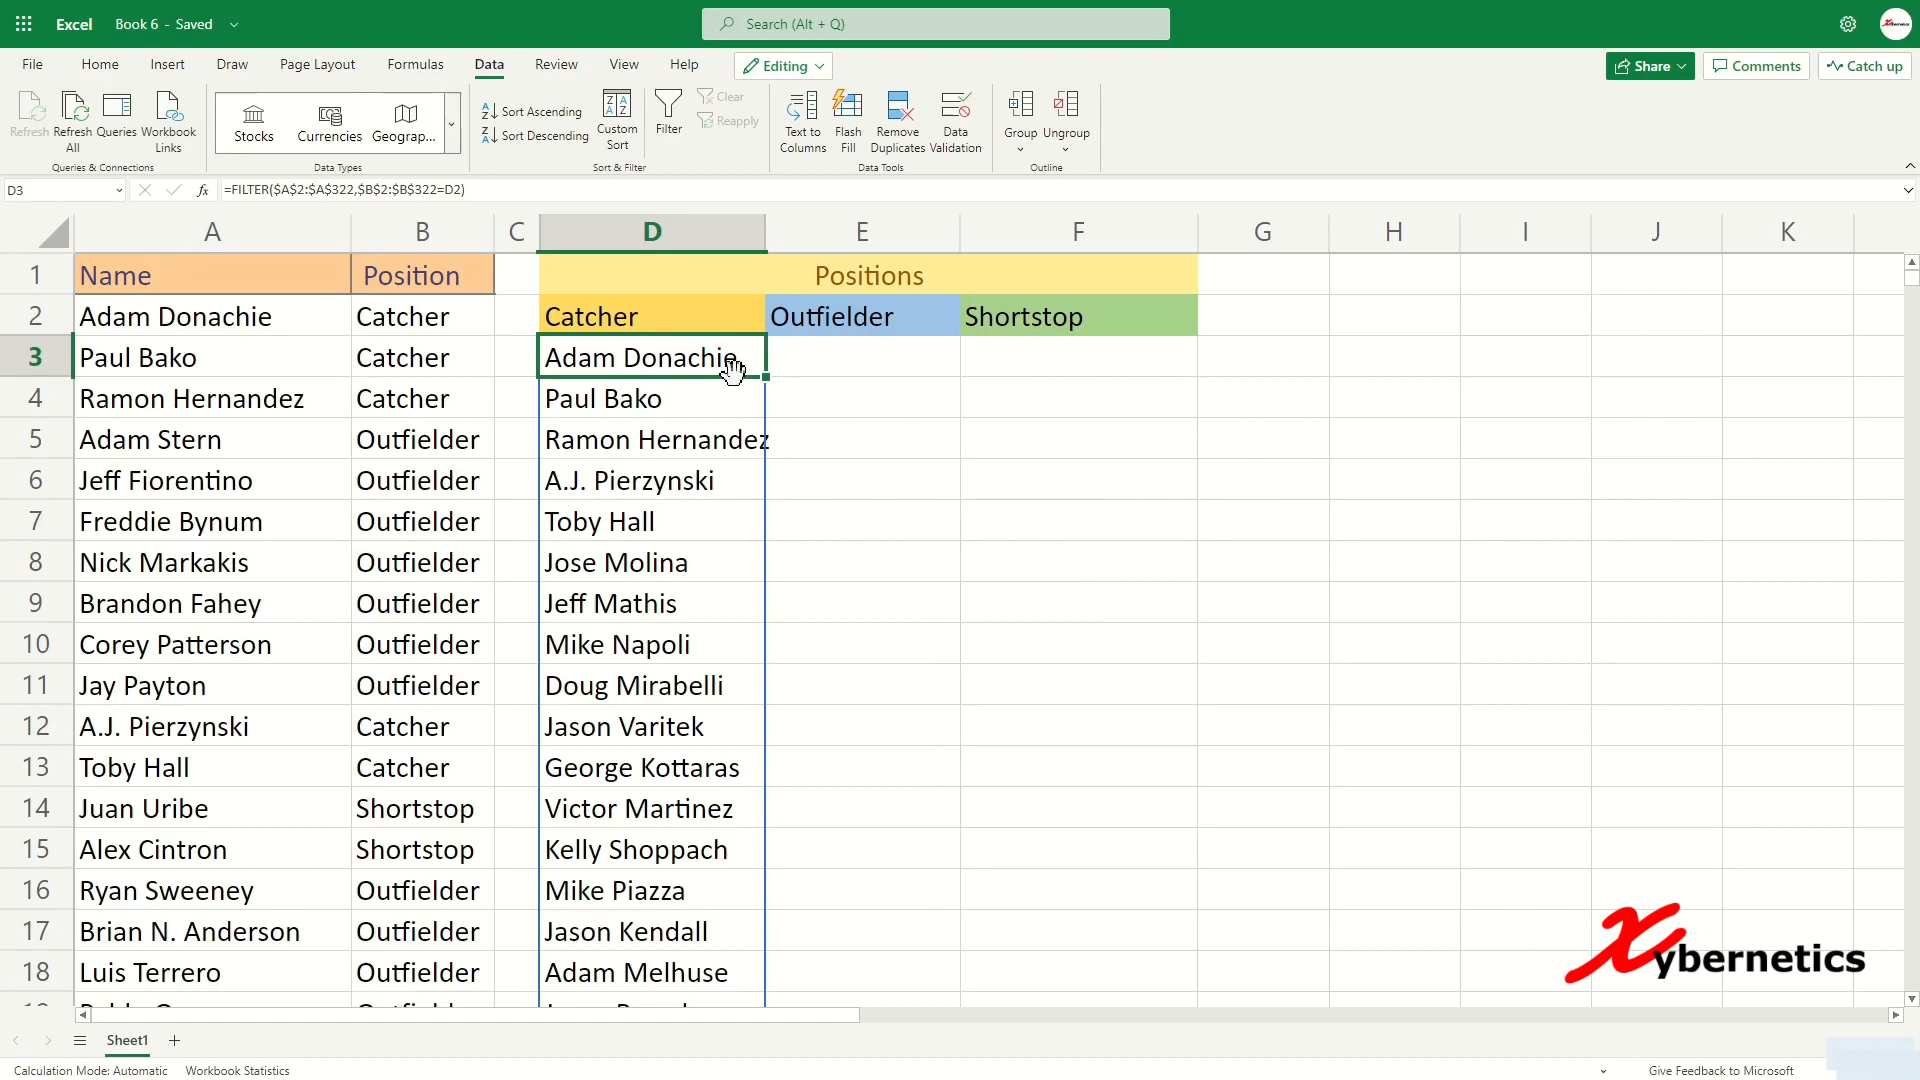 Excel Book 6 - Saved Search (Alt + Q)
File Home Insert Draw Page Layout Formulas Data Review View Help Editing Share Comments Catch up
Refresh
Refresh All
Queries
Workbook Links
Queries & Connections
Stocks
Currencies
Geograp...
Data Types
Sort Ascending
Sort Descending
Custom Sort
Filter
Clear
Reapply
Sort & Filter
Text to Columns
Flash Fill
Remove Duplicates
Data Validation
Data Tools
Group
Ungroup
Outline
D3 fx =FILTER($A$2:$A$322,$B$2:$B$322=D2)
A B C D E F G H I J K
1 Name Position Positions
2 Adam Donachie Catcher Catcher Outfielder Shortstop
3 Paul Bako Catcher Adam Donachie
4 Ramon Hernandez Catcher Paul Bako
5 Adam Stern Outfielder Ramon Hernandez
6 Jeff Fiorentino Outfielder A.J. Pierzynski
7 Freddie Bynum Outfielder Toby Hall
8 Nick Markakis Outfielder Jose Molina
9 Brandon Fahey Outfielder Jeff Mathis
10 Corey Patterson Outfielder Mike Napoli
11 Jay Payton Outfielder Doug Mirabelli
12 A.J. Pierzynski Catcher Jason Varitek
13 Toby Hall Catcher George Kottaras
14 Juan Uribe Shortstop Victor Martinez
15 Alex Cintron Shortstop Kelly Shoppach
16 Ryan Sweeney Outfielder Mike Piazza
17 Brian N. Anderson Outfielder Jason Kendall
18 Luis Terrero Outfielder Adam Melhuse
Xybernetics
Sheet1
Calculation Mode: Automatic Workbook Statistics Give Feedback to Microsoft